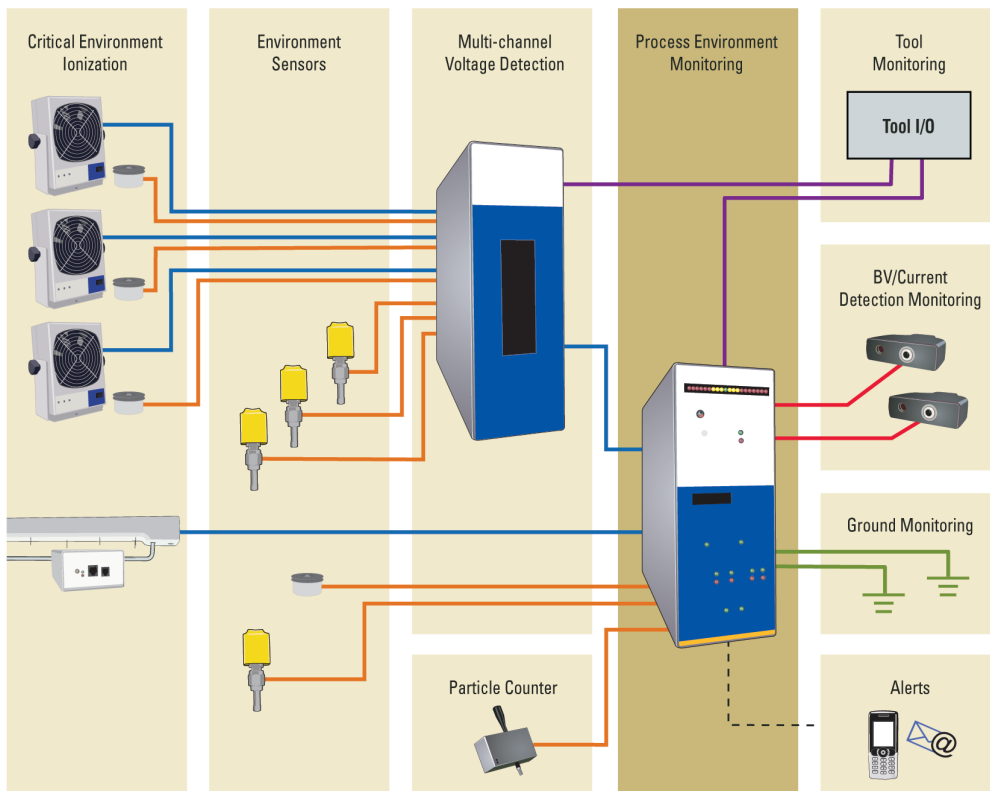 Critical Environment
Ionization
Environment
Sensors
Multi-channel
Voltage Detection
Process Environment
Monitoring
Tool
Monitoring
Tool I/O
BV/Current
Detection Monitoring
Ground Monitoring
Particle Counter
Alerts
@